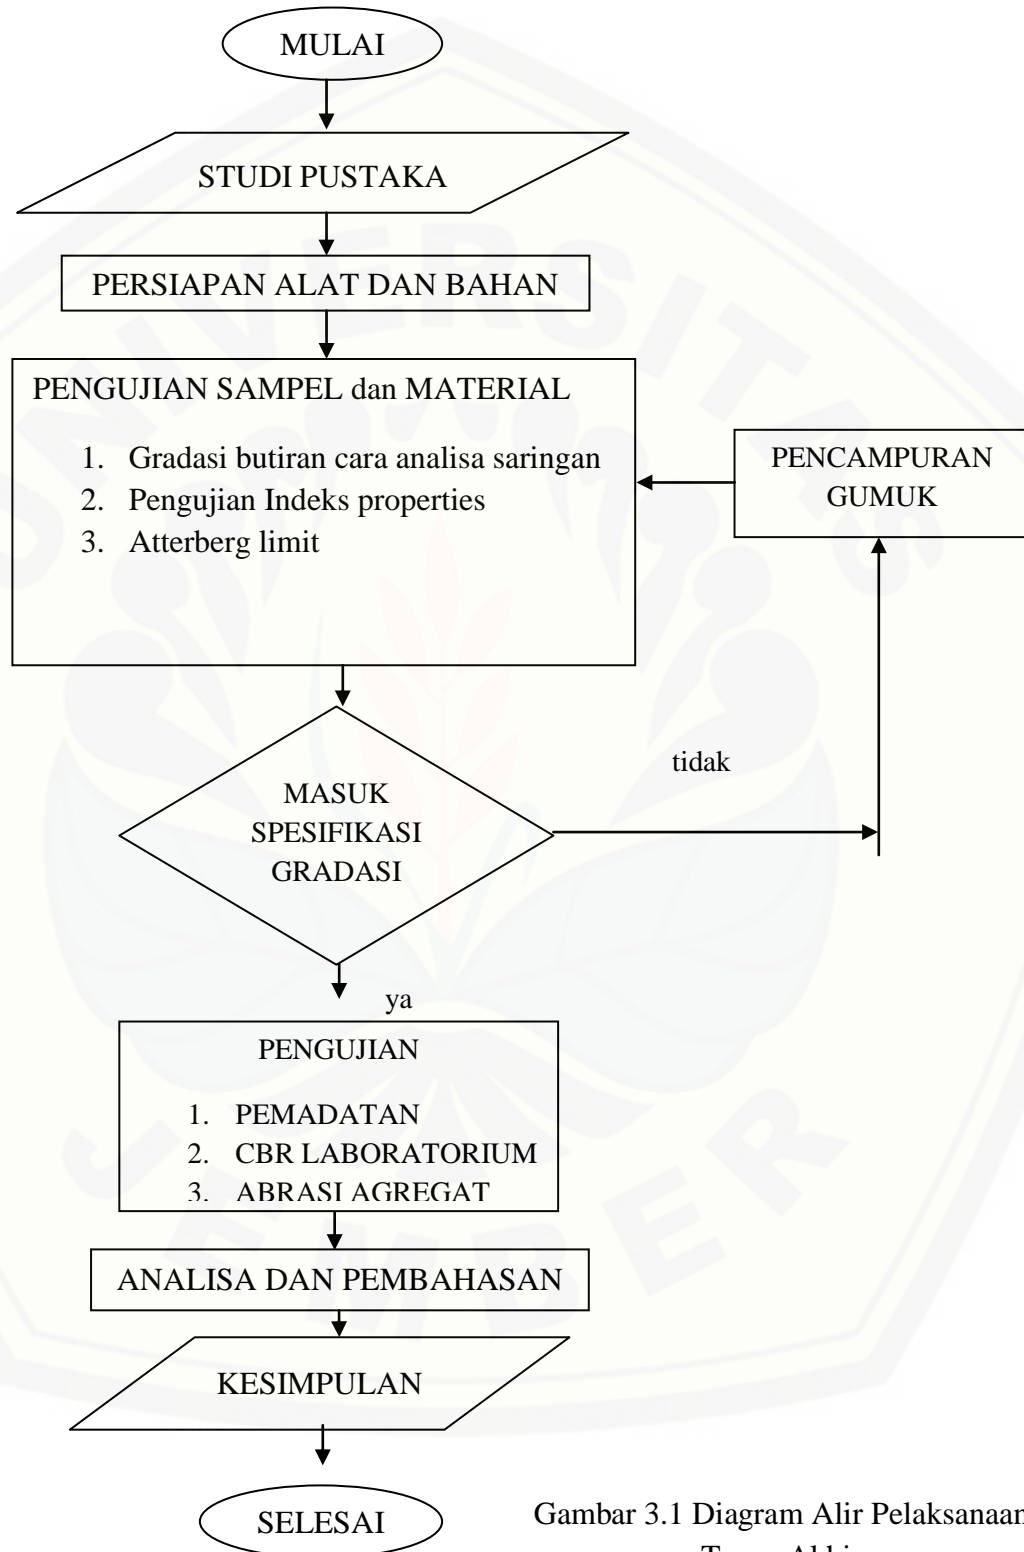 MULAI
STUDI PUSTAKA
PERSIAPAN ALAT DAN BAHAN
PENGUJIAN SAMPEL dan MATERIAL
1. Gradasi butiran cara analisa saringan
2. Pengujian Indeks properties
3. Atterberg limit
PENCAMPURAN
GUMUK
MASUK
SPESIFIKASI
GRADASI
tidak
ya
PENGUJIAN
1. PEMADATAN
2. CBR LABORATORIUM
3. ABRASI AGREGAT
ANALISA DAN PEMBAHASAN
KESIMPULAN
SELESAI
Gambar 3.1 Diagram Alir Pelaksanaan
UNIVERSITAS
JEMBER